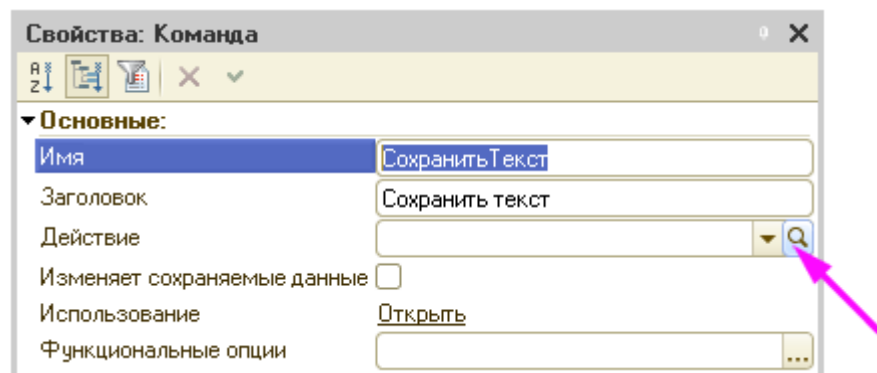 Свойства: Команда
Основные:
Имя СохранитьТекст
Заголовок Сохранить текст
Действие
Изменяет сохраняемые данные
Использование Открыть
Функциональные опции ...